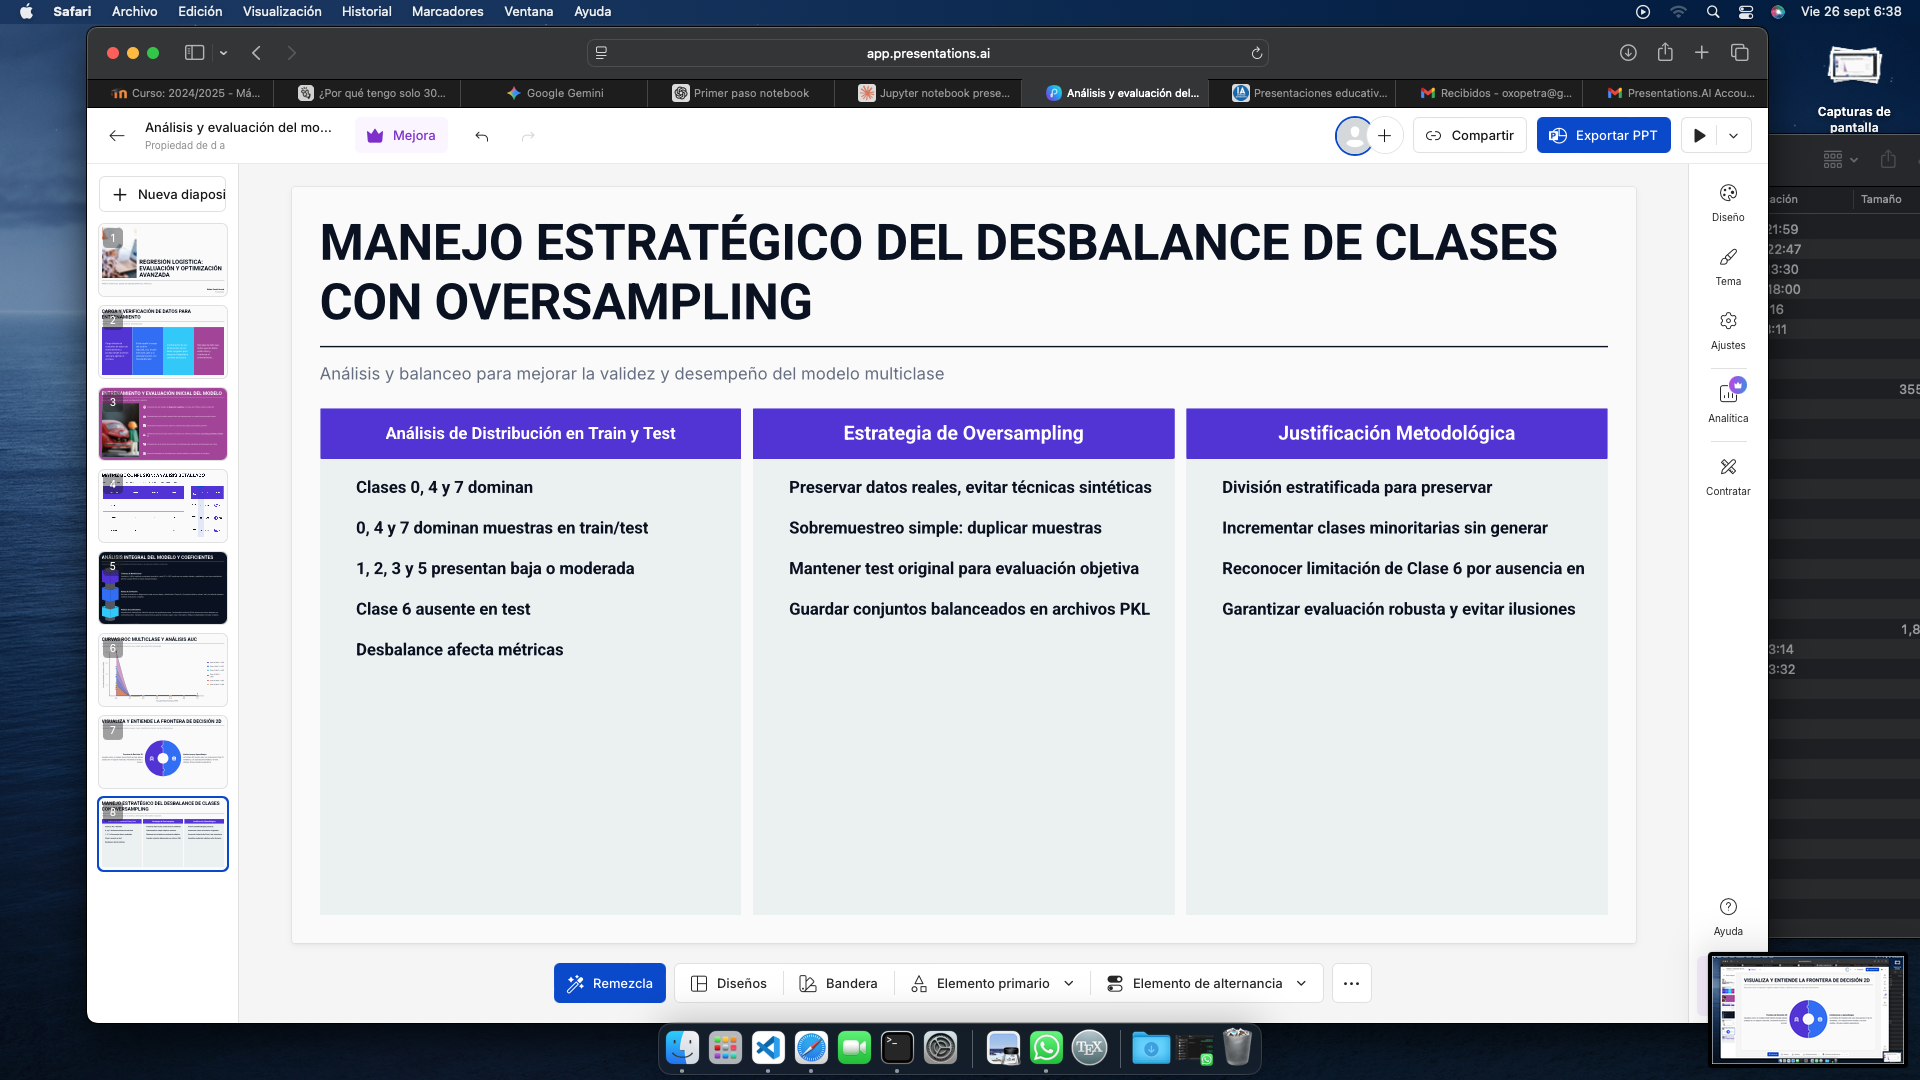 Safari Archivo Edición Visualización Historial Marcadores Ventana Ayuda
Vie 26 sept 6:38
app.presentations.ai
Curso: 2024/2025 - Má...
¿Por qué tengo solo 30...
Google Gemini
Primer paso notebook
Jupyter notebook prese...
Análisis y evaluación del...
Presentaciones educativ...
Recibidos - oxopetra@g...
Presentations.AI Accou...
Capturas de
pantalla
Análisis y evaluación del mo...
Propiedad de d a
Mejora
Compartir
Exportar PPT
Nueva diaposi
1
REGRESIÓN LOGÍSTICA:
EVALUACIÓN Y OPTIMIZACIÓN
AVANZADA
2
CARGA Y VERIFICACIÓN DE DATOS PARA
3
ENTRENAMIENTO Y EVALUACIÓN INICIAL DEL MODELO
4
5
ANÁLISIS INTEGRAL DEL MODELO Y COEFICIENTES
6
CURVAS ROC MULTICLASE Y ANÁLISIS AUC
7
VISUALIZA Y ENTIENDE LA FRONTERA DE DECISIÓN 2D
8
MANEJO ESTRATÉGICO DEL DESBALANCE DE CLASES
CON OVERSAMPLING
MANEJO ESTRATÉGICO DEL DESBALANCE DE CLASES
CON OVERSAMPLING
Análisis y balanceo para mejorar la validez y desempeño del modelo multiclase
Análisis de Distribución en Train y Test
Clases 0, 4 y 7 dominan
0, 4 y 7 dominan muestras en train/test
1, 2, 3 y 5 presentan baja o moderada
Clase 6 ausente en test
Desbalance afecta métricas
Estrategia de Oversampling
Preservar datos reales, evitar técnicas sintéticas
Sobremuestreo simple: duplicar muestras
Mantener test original para evaluación objetiva
Guardar conjuntos balanceados en archivos PKL
Justificación Metodológica
División estratificada para preservar
Incrementar clases minoritarias sin generar
Reconocer limitación de Clase 6 por ausencia en
Garantizar evaluación robusta y evitar ilusiones
Diseño
Tema
Ajustes
Analítica
Contratar
Ayuda
ación
Tamaño
21:59
22:47
3:30
18:00
16
3:11
355
1,8
3:14
3:32
Remezcla
Diseños
Bandera
Elemento primario
Elemento de alternancia
VISUALIZA Y ENTIENDE LA FRONTERA DE DECISIÓN 2D
TEX